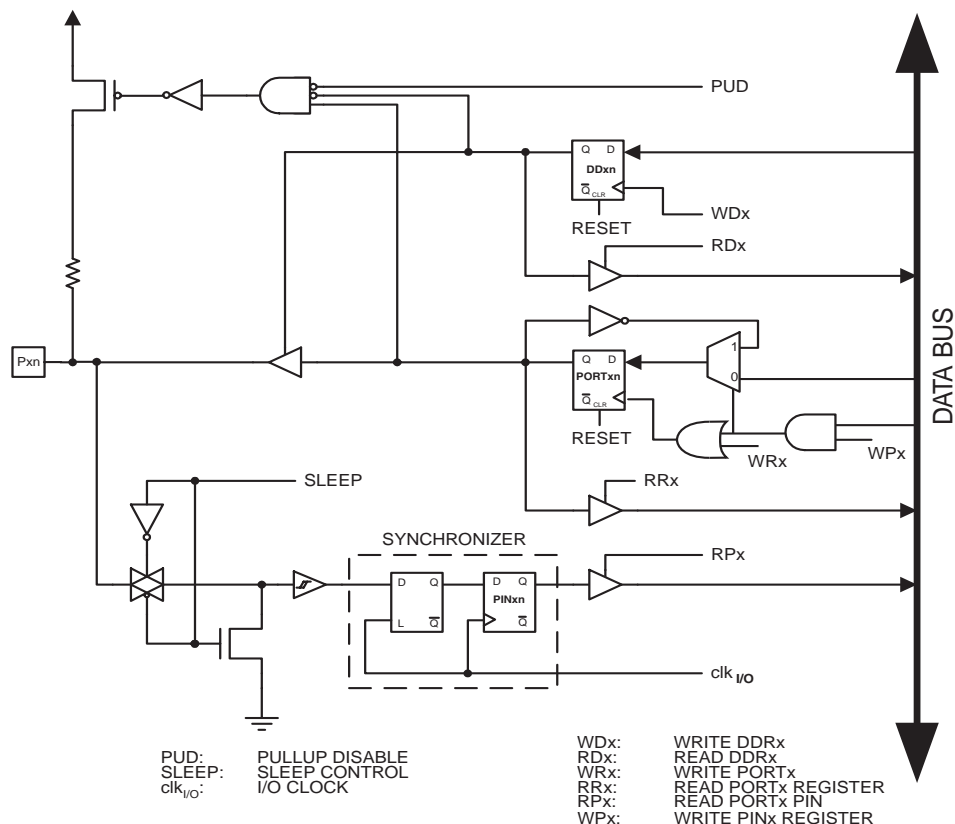 PUD
Q D
DDxn
Q CLR
WDx
RESET
RDx
Pxn
1
Q D
PORTxn
0
Q CLR
RESET
WRx
WPx
DATA BUS
SLEEP
RRx
SYNCHRONIZER
RPx
D Q
D Q
PINxn
L Q
Q
clk I/O
PUD: PULLUP DISABLE
SLEEP: SLEEP CONTROL
clkI/O: I/O CLOCK
WDx: WRITE DDRx
RDx: READ DDRx
WRx: WRITE PORTx
RRx: READ PORTx REGISTER
RPx: READ PORTx PIN
WPx: WRITE PINx REGISTER